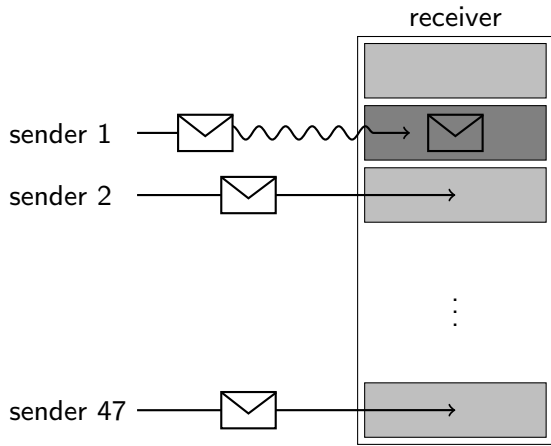 receiver
sender 1
sender 2
⋮
sender 47